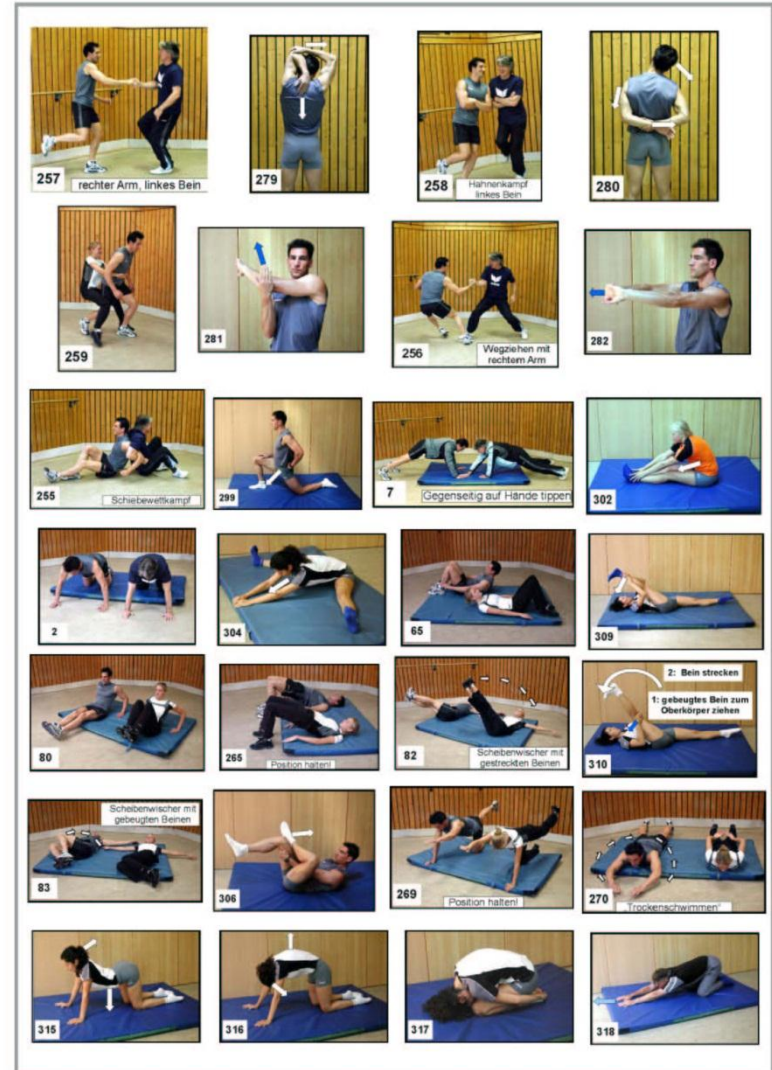 257
rechter Arm, linkes Bein
279
258
Hahnenkampf
linkes Bein
280
259
281
256
Wegziehen mit
rechtem Arm
282
255
Schiebewettkampf
299
7
Gegenseitig auf Hände tippen
302
2
304
65
309
80
265
Position halten!
82
Scheibenwischer mit
gestreckten Beinen
2: Bein strecken
1: gebeugtes Bein zum
Oberkörper ziehen
310
Scheibenwischer mit
gebeugten Beinen
83
306
269
Position halten!
270
„Trockenschwimmen"
315
316
317
318